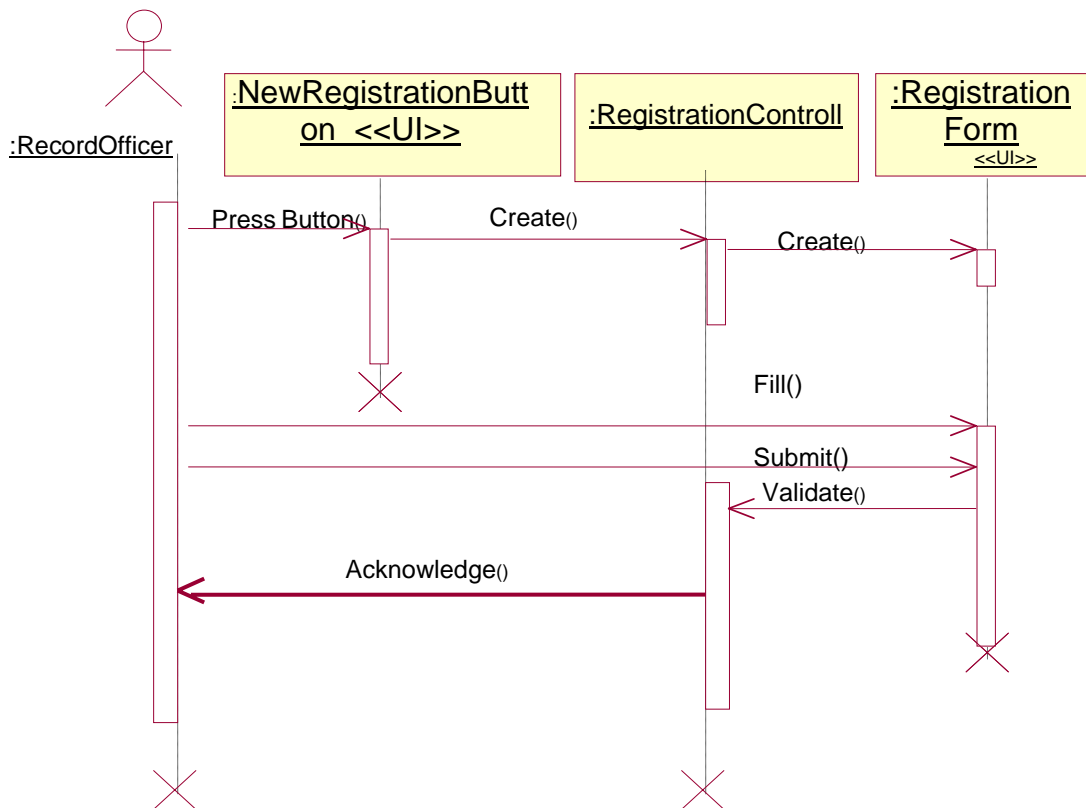 :RecordOfficer
:NewRegistrationButt
on <<UI>>
:RegistrationControll
:Registration
Form
<<UI>>
Press Button()
Create()
Create()
Fill()
Submit()
Validate()
Acknowledge()